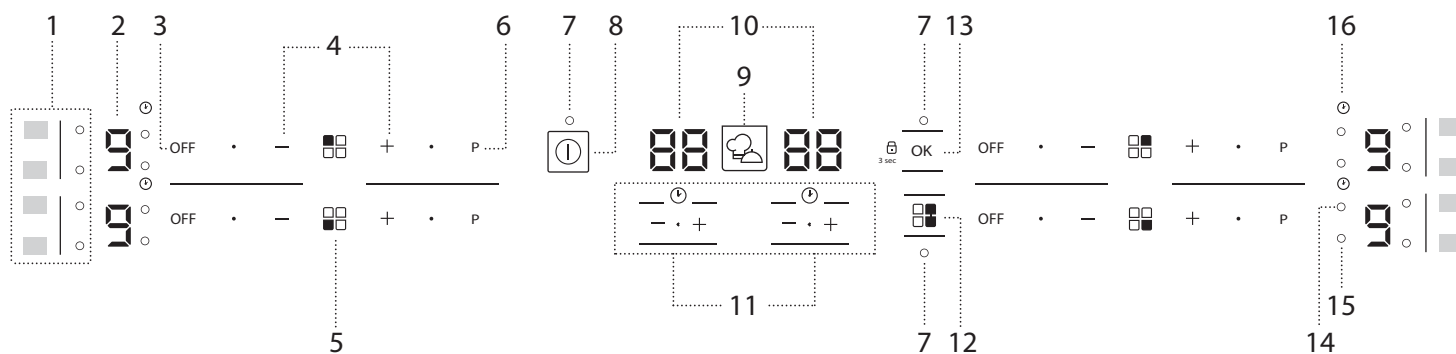 1 2 3 4 6 7 8 10 7 13 16
9
9 OFF · − + · P 88 88 OK OFF · − + · P 9
3 sec
9 OFF · − + · P − · + − · + OFF · − + · P 9
11 15
5 7 12 14